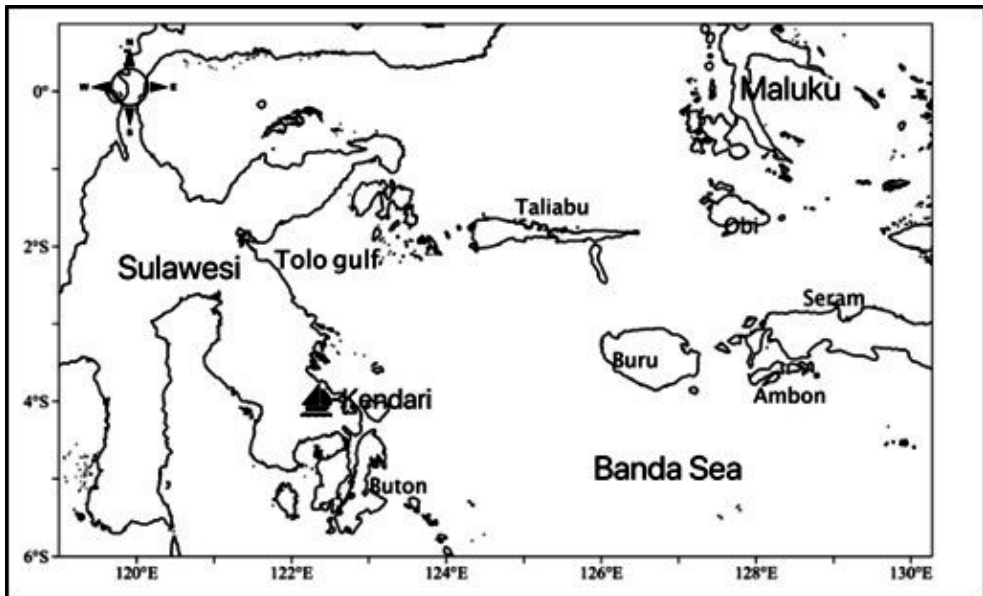 N
W E
S
0°
Maluku
Taliabu
Obi
2°S
Tolo gulf
Sulawesi
Seram
Buru
4°S
Kendari
Ambon
Banda Sea
Buton
6°S
120°E 122°E 124°E 126°E 128°E 130°E